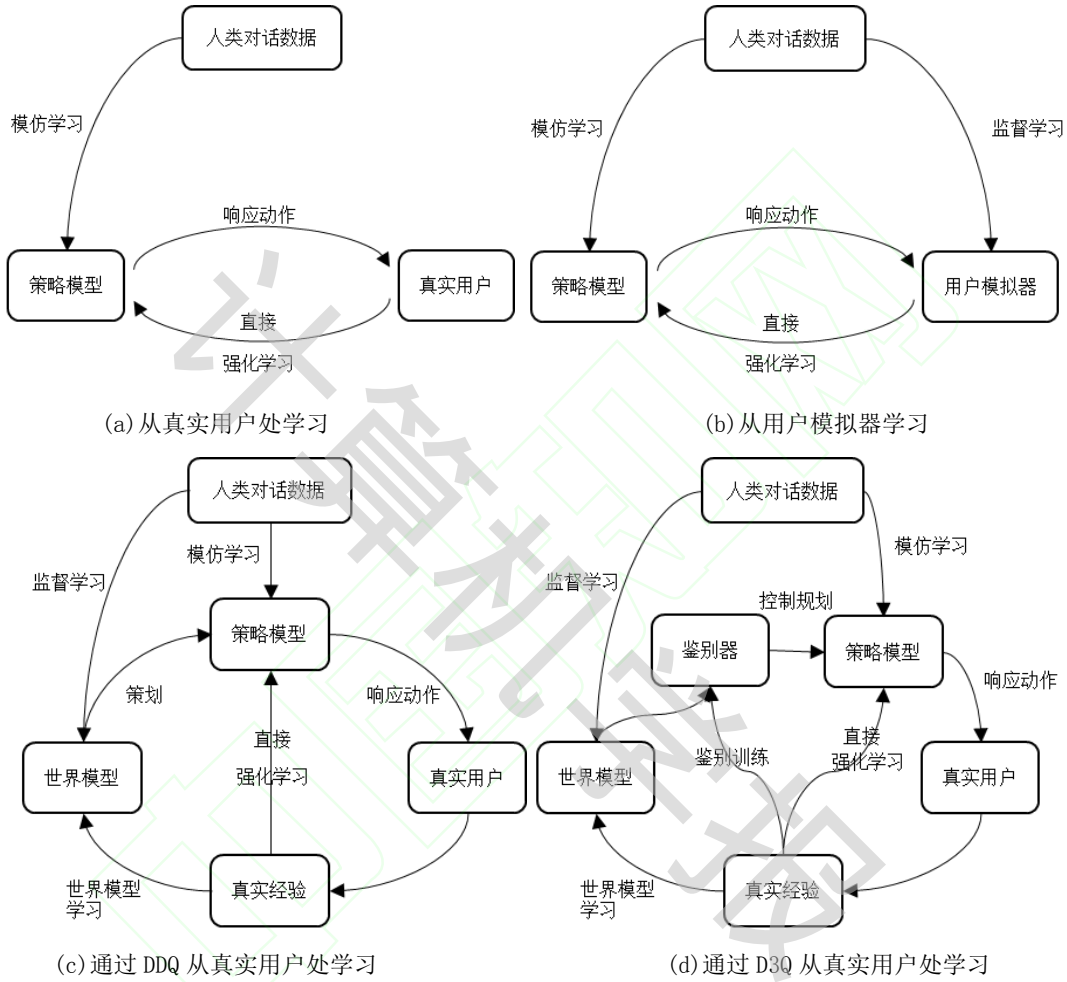 人类对话数据
模仿学习
响应动作
策略模型
真实用户
直接
强化学习
(a)从真实用户处学习
人类对话数据
模仿学习
监督学习
响应动作
策略模型
用户模拟器
直接
强化学习
(b)从用户模拟器学习
人类对话数据
模仿学习
监督学习
策略模型
策划
响应动作
直接
强化学习
世界模型
真实用户
世界模型
学习
真实经验
(c)通过 DDQ 从真实用户处学习
人类对话数据
模仿学习
监督学习
控制规划
鉴别器
策略模型
响应动作
直接
强化学习
鉴别训练
世界模型
真实用户
世界模型
学习
真实经验
(d)通过 D3Q 从真实用户处学习
计算机学报